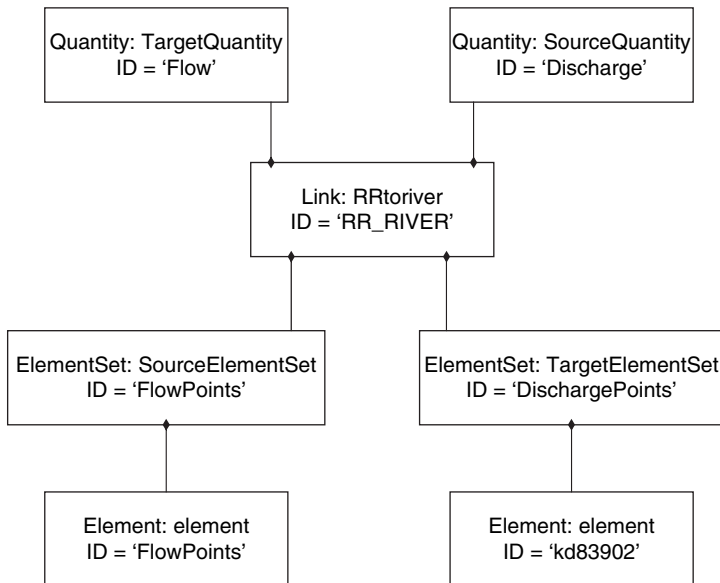 Quantity: TargetQuantity
ID = ‘Flow’
Quantity: SourceQuantity
ID = ‘Discharge’
Link: RRtoriver
ID = ‘RR_RIVER’
ElementSet: SourceElementSet
ID = ‘FlowPoints’
ElementSet: TargetElementSet
ID = ‘DischargePoints’
Element: element
ID = ‘FlowPoints’
Element: element
ID = ‘kd83902’